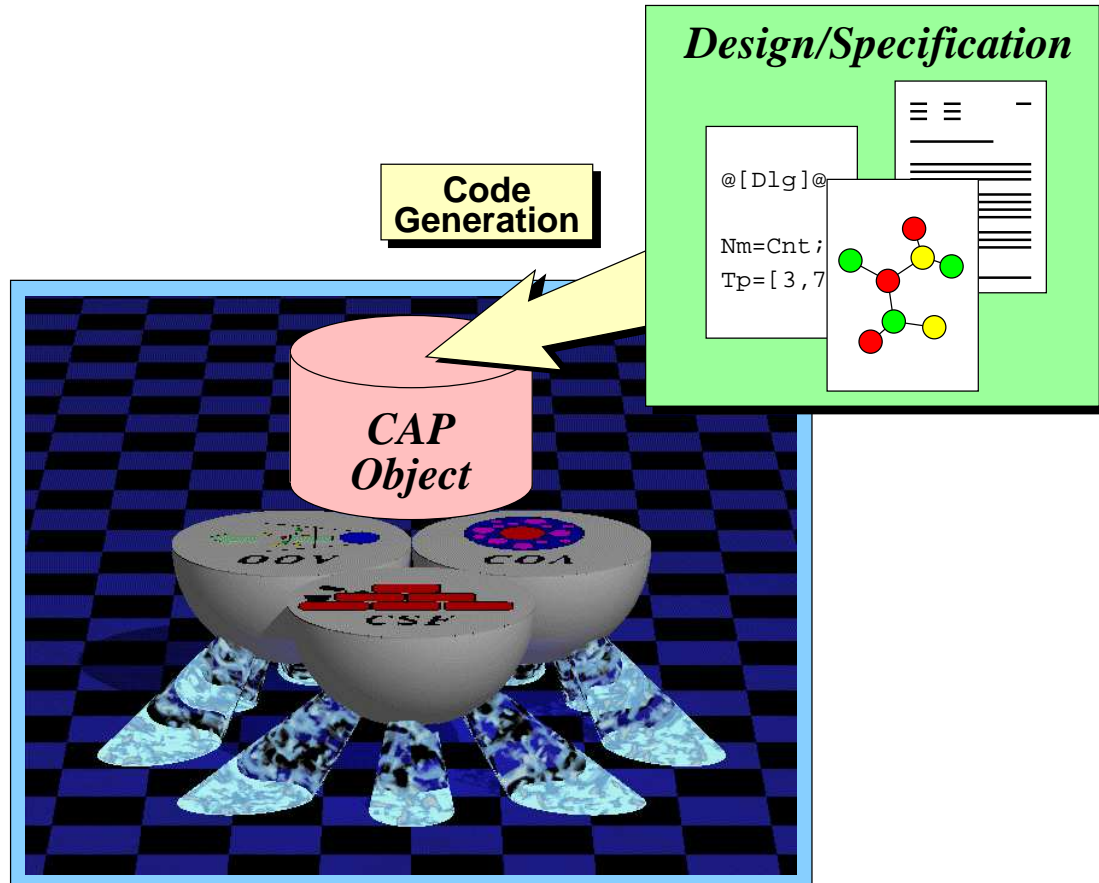 Design/Specification
@[Dlg]@
Nm=Cnt;
Tp=[3,7
Code
Generation
CAP
Object